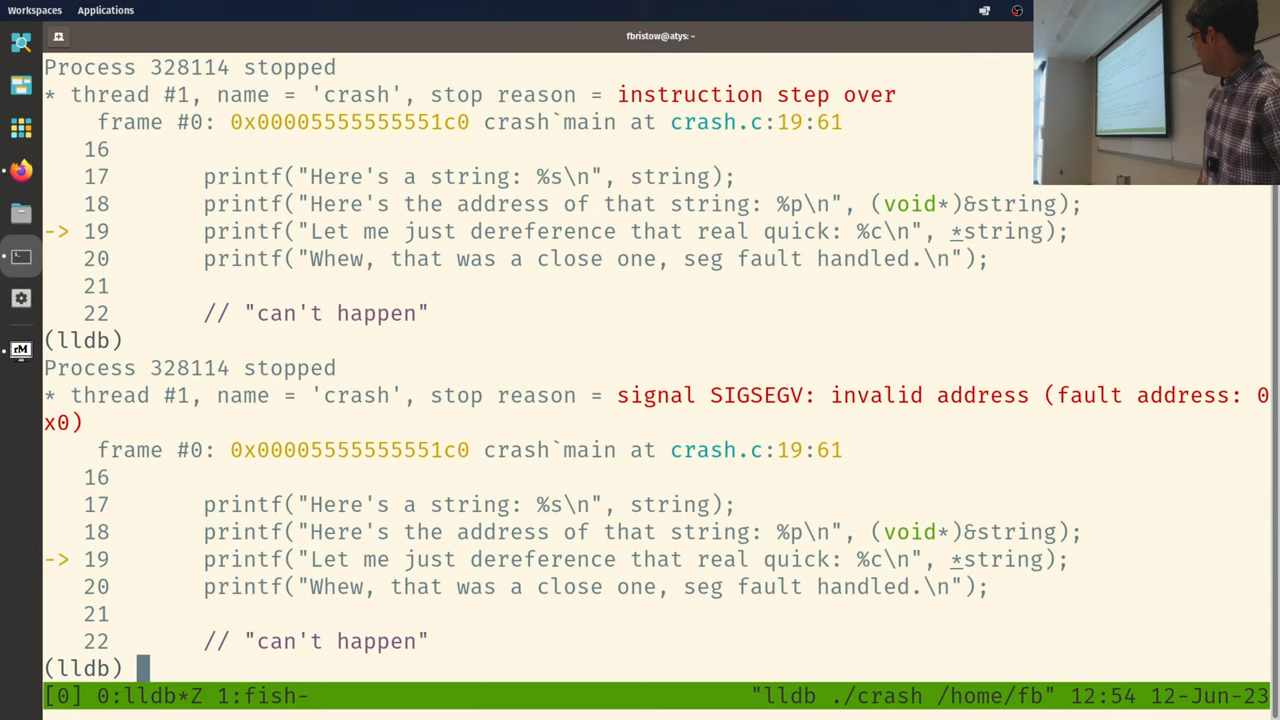 Workspaces Applications
fbristow@atys: ~
Process 328114 stopped
* thread #1, name = 'crash', stop reason = instruction step over
    frame #0: 0x00005555555551c0 crash`main at crash.c:19:61
   16
   17       printf("Here's a string: %s\n", string);
   18       printf("Here's the address of that string: %p\n", (void*)&string);
-> 19       printf("Let me just dereference that real quick: %c\n", *string);
   20       printf("Whew, that was a close one, seg fault handled.\n");
   21
   22       // "can't happen"
(lldb)
Process 328114 stopped
* thread #1, name = 'crash', stop reason = signal SIGSEGV: invalid address (fault address: 0
x0)
    frame #0: 0x00005555555551c0 crash`main at crash.c:19:61
   16
   17       printf("Here's a string: %s\n", string);
   18       printf("Here's the address of that string: %p\n", (void*)&string);
-> 19       printf("Let me just dereference that real quick: %c\n", *string);
   20       printf("Whew, that was a close one, seg fault handled.\n");
   21
   22       // "can't happen"
(lldb)
rM
[0] 0:lldb*Z 1:fish- "lldb ./crash /home/fb" 12:54 12-Jun-23